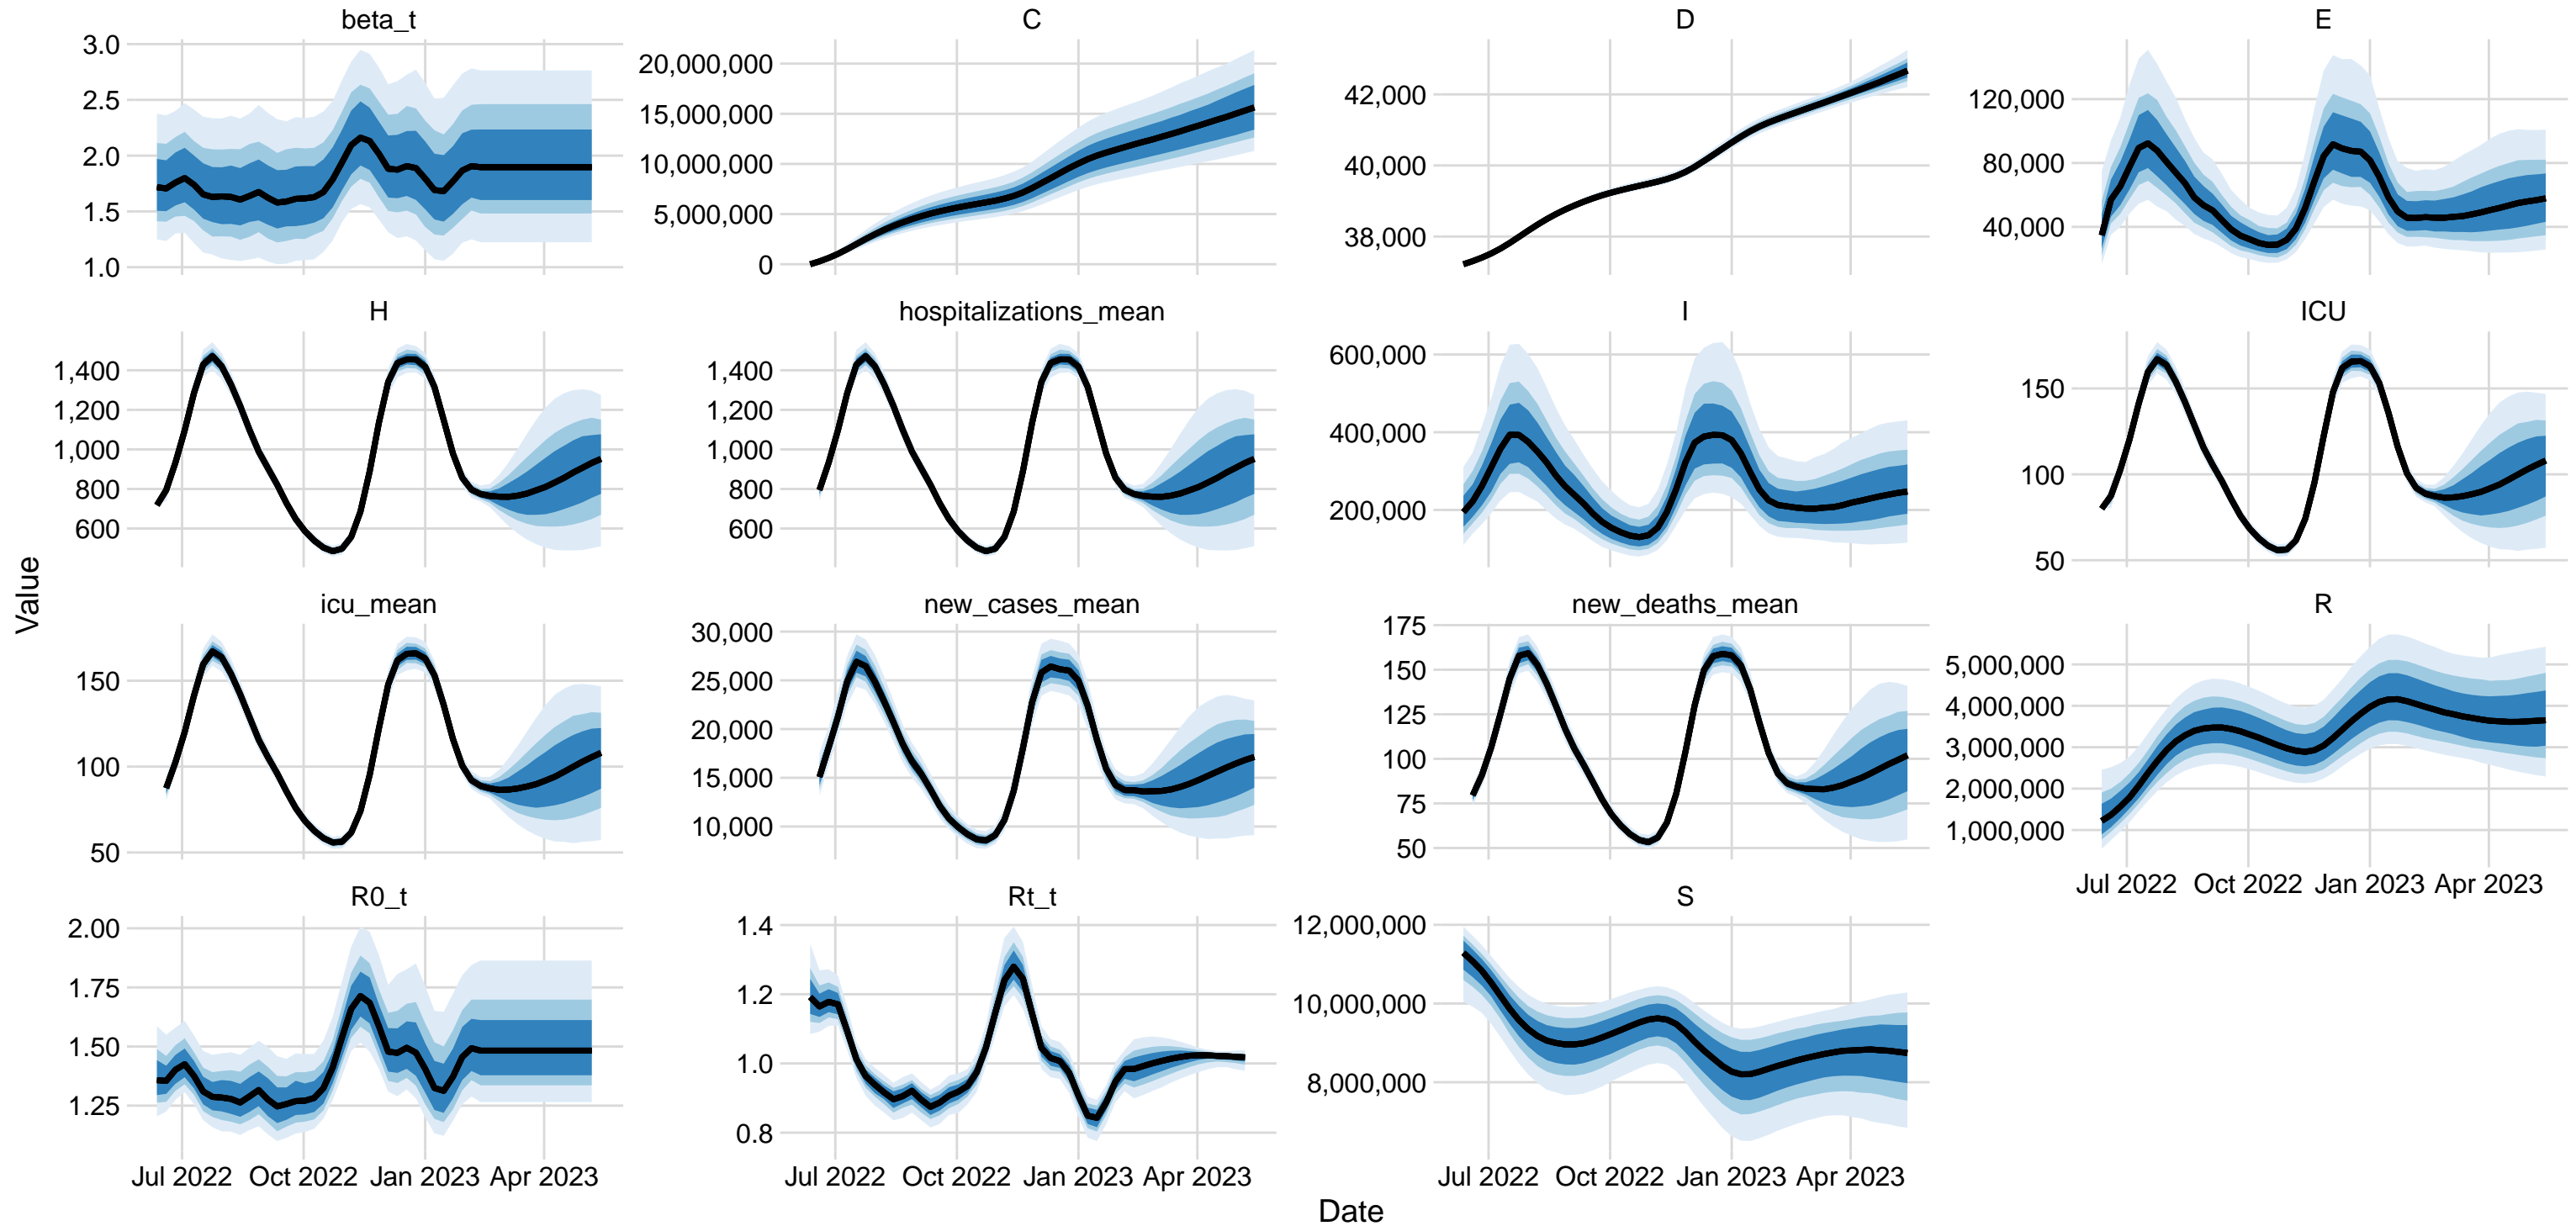 beta_t
C
D
E
3.0
2.5
2.0
1.5
1.0
20,000,000
15,000,000
10,000,000
5,000,000
0
42,000
40,000
38,000
120,000
80,000
40,000
H
hospitalizations_mean
I
ICU
1,400
1,200
1,000
800
600
1,400
1,200
1,000
800
600
600,000
400,000
200,000
150
100
50
Value
icu_mean
new_cases_mean
new_deaths_mean
R
150
100
50
30,000
25,000
20,000
15,000
10,000
175
150
125
100
75
50
5,000,000
4,000,000
3,000,000
2,000,000
1,000,000
Jul 2022 Oct 2022 Jan 2023 Apr 2023
R0_t
Rt_t
S
2.00
1.75
1.50
1.25
1.4
1.2
1.0
0.8
12,000,000
10,000,000
8,000,000
Jul 2022 Oct 2022 Jan 2023 Apr 2023
Jul 2022 Oct 2022 Jan 2023 Apr 2023
Jul 2022 Oct 2022 Jan 2023 Apr 2023
Date